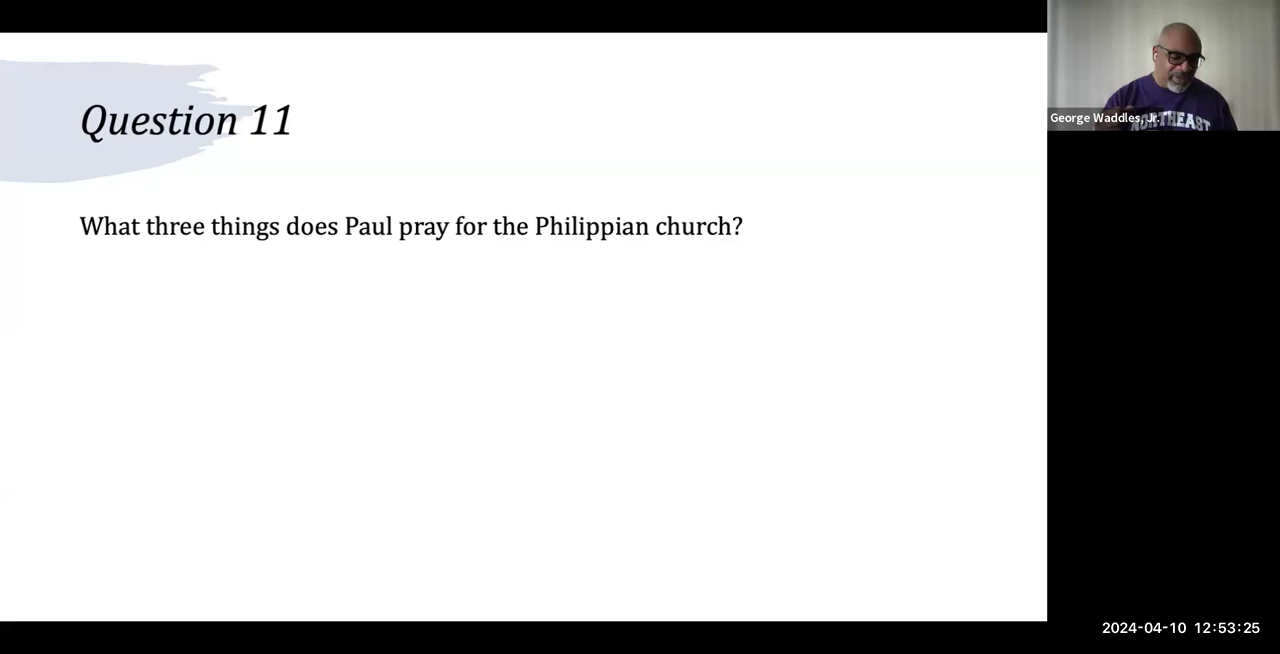 Question 11
What three things does Paul pray for the Philippian church?
George Waddles, Jr.
NORTHEAST
2024-04-10 12:53:25